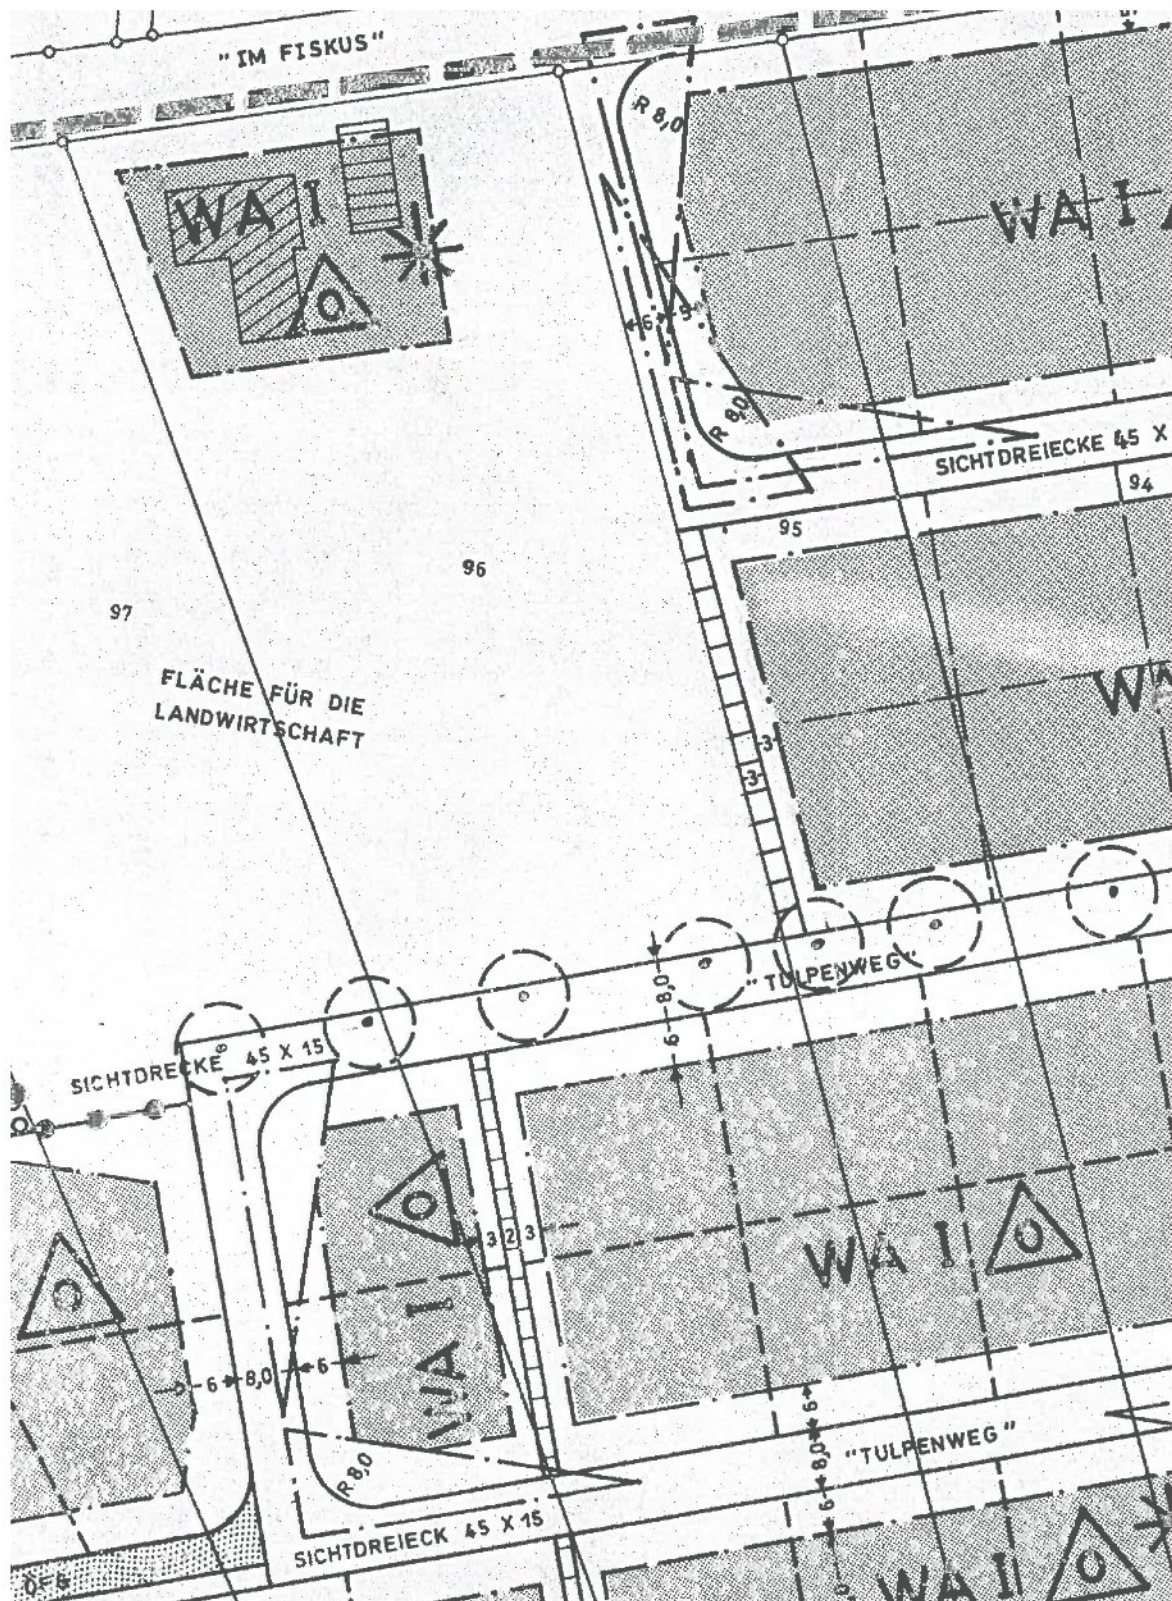 "IM FISKUS"
R 8,0
WA I
O
WA I
6
R 8,0
SICHTDREIECKE 45 X
94
95
96
97
FLÄCHE FÜR DIE
LANDWIRTSCHAFT
3
3
"TULPENWEG"
8,0
6
SICHTDRECKE 45 X 15
O
3 2 3
WA I
O
WA I
O
6 8,0 6
6
8,0
6
"TULPENWEG"
R 8,0
SICHTDREIECK 45 X 15
WA I
O